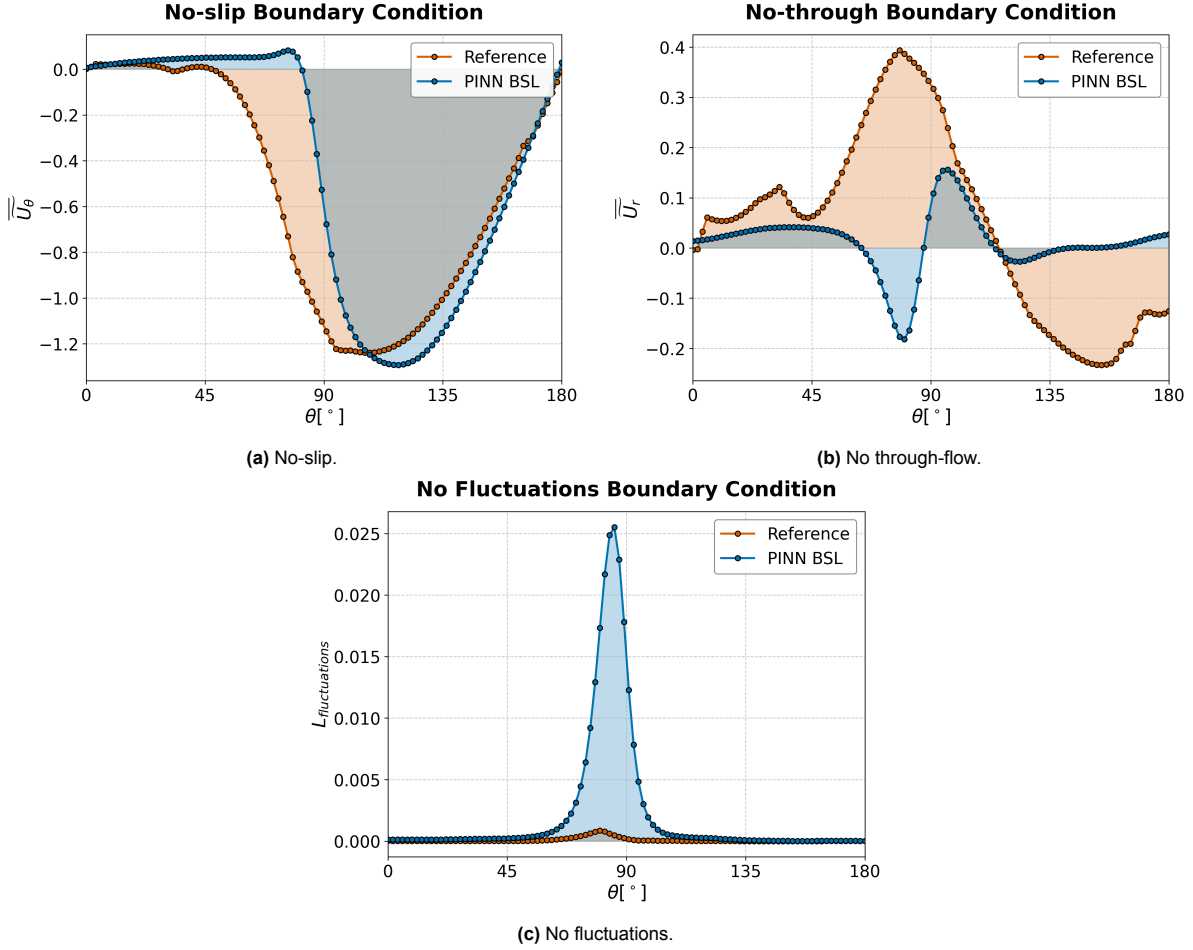 No-slip Boundary Condition
0.0
−0.2
−0.4
−0.6
−0.8
−1.0
−1.2
0 45 90 135 180
θ[°]
Ũ̅_θ
Reference
PINN BSL
(a) No-slip.
No-through Boundary Condition
0.4
0.3
0.2
0.1
0.0
−0.1
−0.2
0 45 90 135 180
θ[°]
Ũ̅_r
Reference
PINN BSL
(b) No through-flow.
No Fluctuations Boundary Condition
0.025
0.020
0.015
0.010
0.005
0.000
0 45 90 135 180
θ[°]
L_fluctuations
Reference
PINN BSL
(c) No fluctuations.